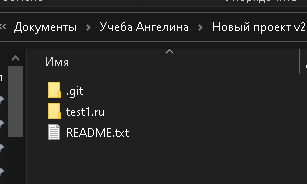 Документы > Учеба Ангелина > Новый проект v2
Имя
.git
test1.ru
README.txt